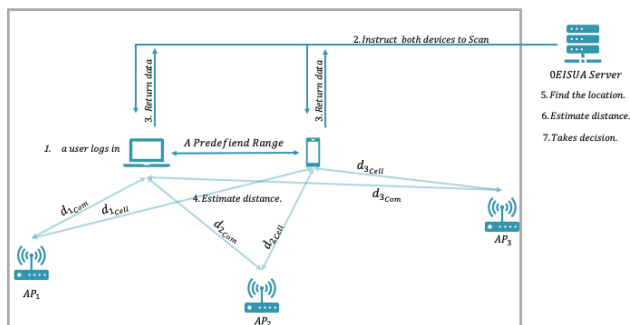 2.Instruct both devices to Scan
3. Return data
3. Return data
0EISUA Server
5. Find the location.
6. Estimate distance.
7. Takes decision.
1. a user logs in
A Predefiend Range
d3Cell
d3Com
4.Estimate distance.
d1Com
d1Cell
d2Com
d2Cell
AP3
AP1
AP2